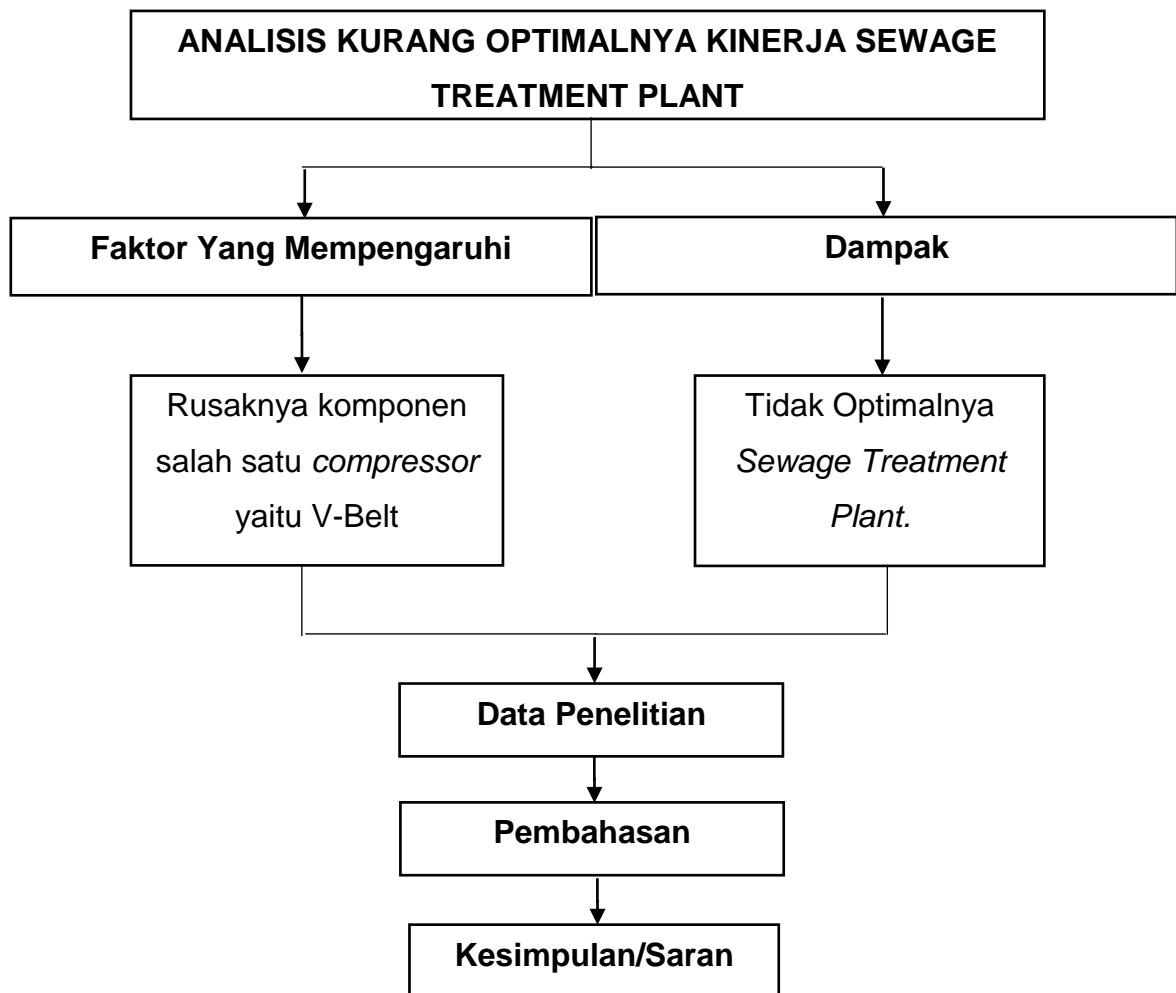 ANALISIS KURANG OPTIMALNYA KINERJA SEWAGE
TREATMENT PLANT
Faktor Yang Mempengaruhi
Dampak
Rusaknya komponen
salah satu compressor
yaitu V-Belt
Tidak Optimalnya
Sewage Treatment
Plant.
Data Penelitian
Pembahasan
Kesimpulan/Saran